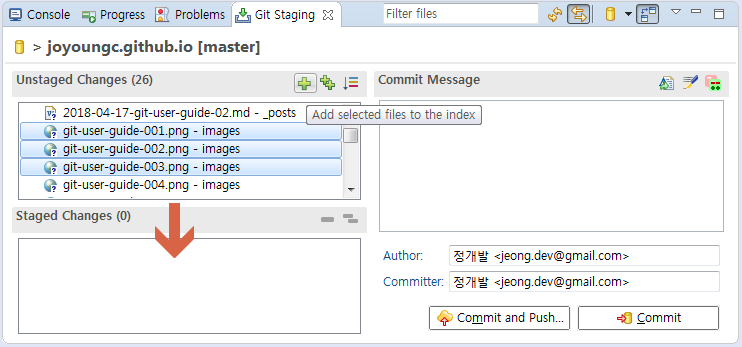 Console Progress Problems Git Staging Filter files
> joyoungc.github.io [master]
Unstaged Changes (26)
2018-04-17-git-user-guide-02.md - _posts
Add selected files to the index
git-user-guide-001.png - images
git-user-guide-002.png - images
git-user-guide-003.png - images
git-user-guide-004.png - images
Staged Changes (0)
Commit Message
Author: 정개발 <jeong.dev@gmail.com>
Committer: 정개발 <jeong.dev@gmail.com>
Commit and Push... Commit